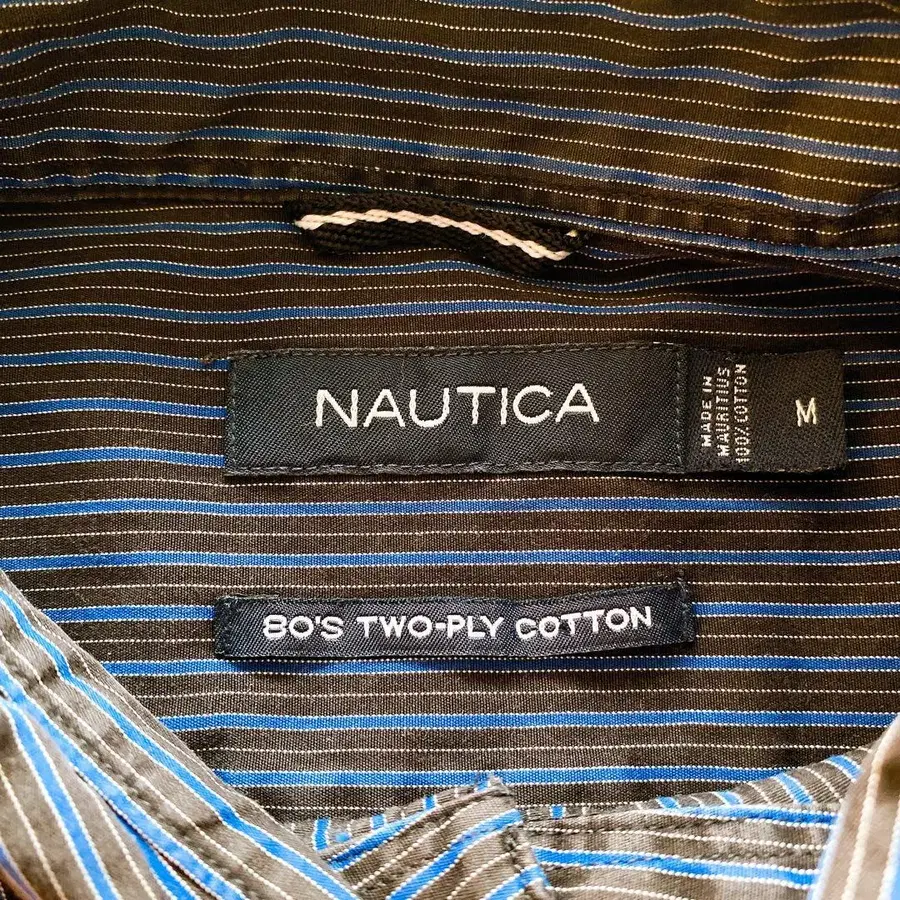 NAUTICA
MADE IN
MAURITIUS
100% COTTON
M
80'S TWO-PLY COTTON